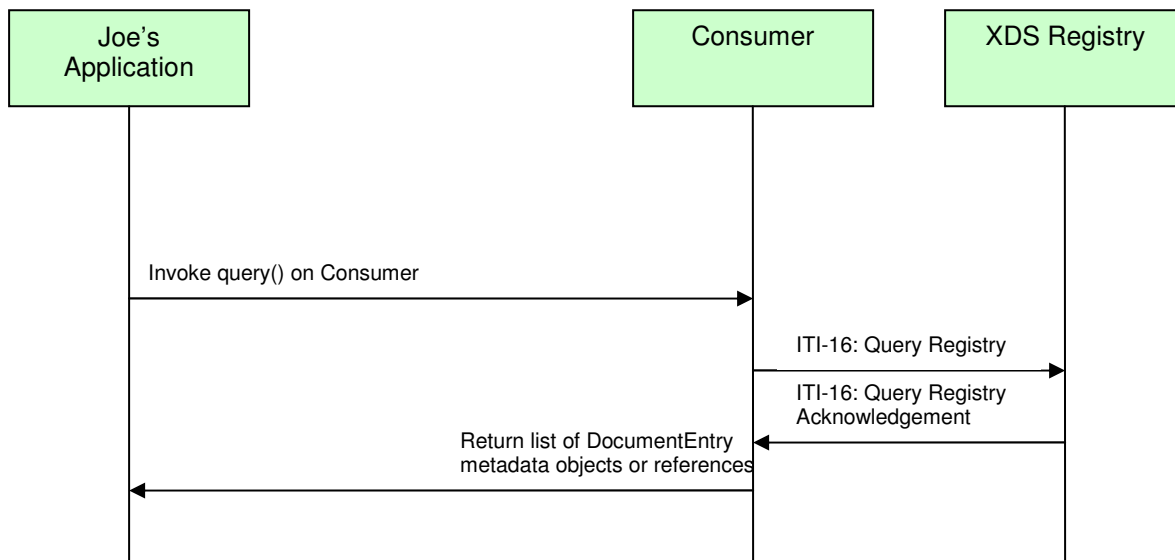 Joe's
Application
Consumer
XDS Registry
Invoke query() on Consumer
ITI-16: Query Registry
ITI-16: Query Registry
Acknowledgement
Return list of DocumentEntry
metadata objects or references